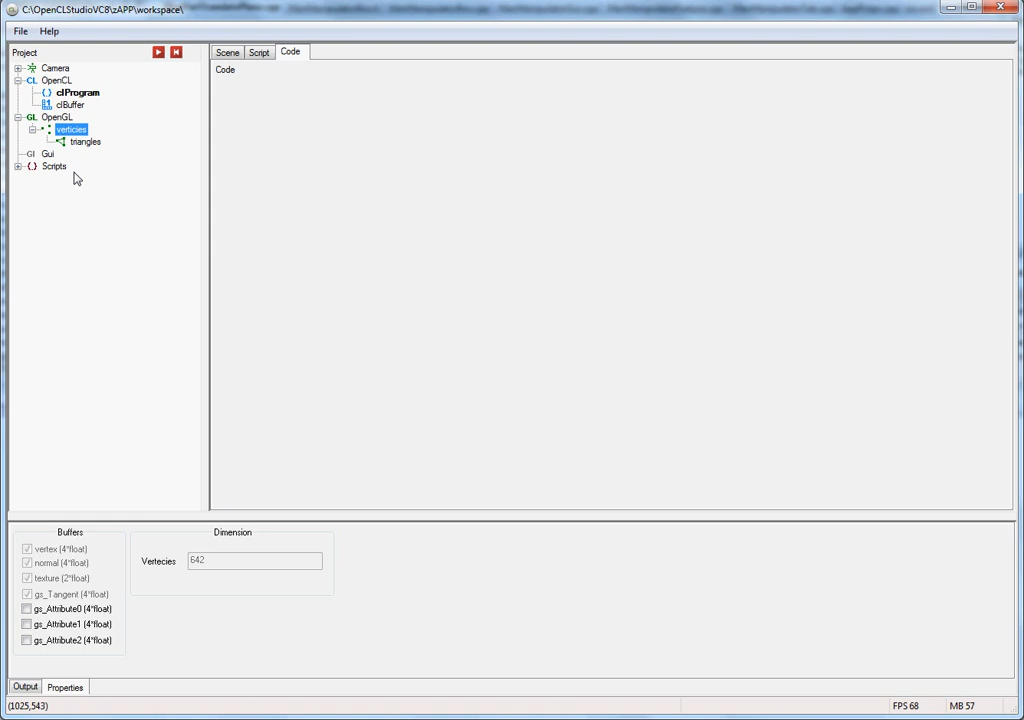 C:\OpenCLStudioVC8\zAPP\workspace\
File Help
Project
Camera
CL OpenCL
clProgram
clBuffer
GL OpenGL
verticies
triangles
GI Gui
Scripts
Scene Script Code
Code
Buffers
vertex (4*float)
normal (4*float)
texture (2*float)
gs_Tangent (4*float)
gs_Attribute0 (4*float)
gs_Attribute1 (4*float)
gs_Attribute2 (4*float)
Dimension
Vertecies 642
Output Properties
(1025,543) FPS 68 MB 57